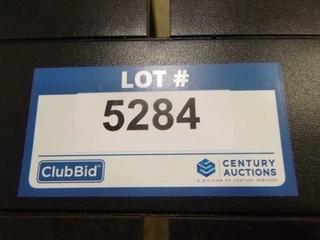 LOT #
5284
ClubBid
CENTURY
AUCTIONS
A DIVISION OF CENTURY SERVICES